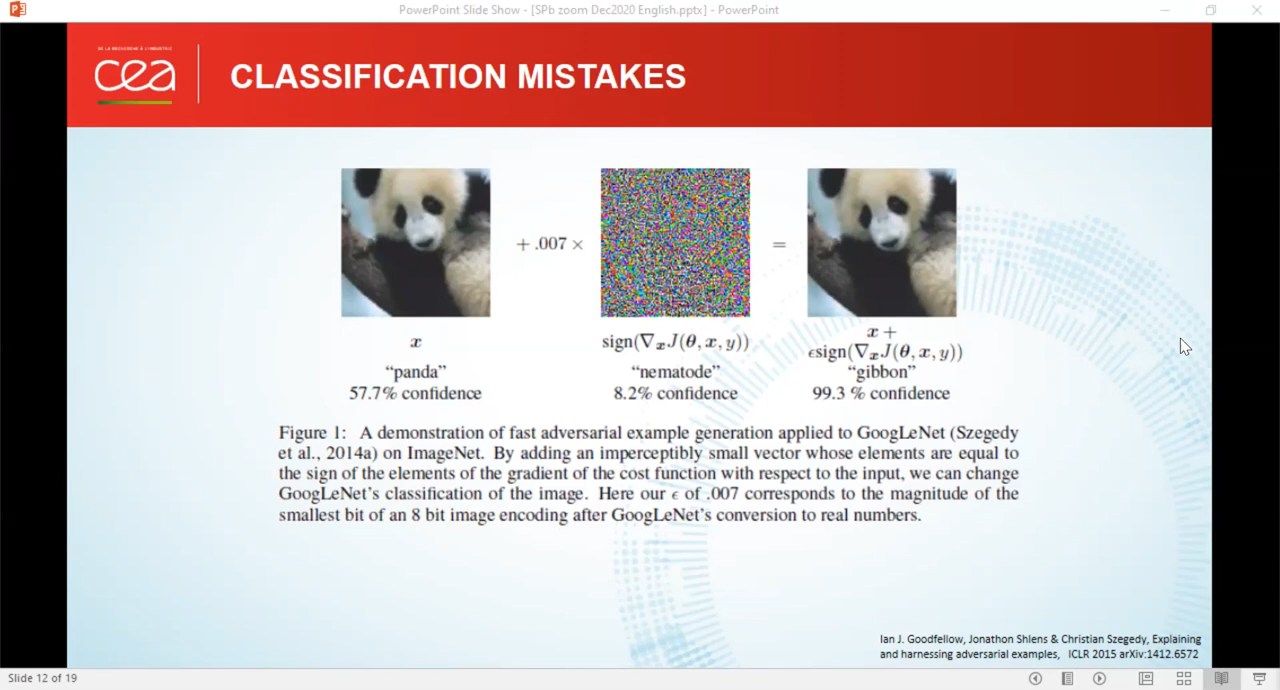 PowerPoint Slide Show - [SPb zoom Dec2020 English.pptx] - PowerPoint
DE LA RECHERCHE À L'INDUSTRIE
cea
CLASSIFICATION MISTAKES
+ .007 ×
=
x
sign(∇ₓJ(θ, x, y))
x +
ϵsign(∇ₓJ(θ, x, y))
“panda”
“nematode”
“gibbon”
57.7% confidence
8.2% confidence
99.3 % confidence
Figure 1: A demonstration of fast adversarial example generation applied to GoogLeNet (Szegedy
et al., 2014a) on ImageNet. By adding an imperceptibly small vector whose elements are equal to
the sign of the elements of the gradient of the cost function with respect to the input, we can change
GoogLeNet's classification of the image. Here our ϵ of .007 corresponds to the magnitude of the
smallest bit of an 8 bit image encoding after GoogLeNet's conversion to real numbers.
Ian J. Goodfellow, Jonathon Shlens & Christian Szegedy, Explaining
and harnessing adversarial examples, ICLR 2015 arXiv:1412.6572
Slide 12 of 19